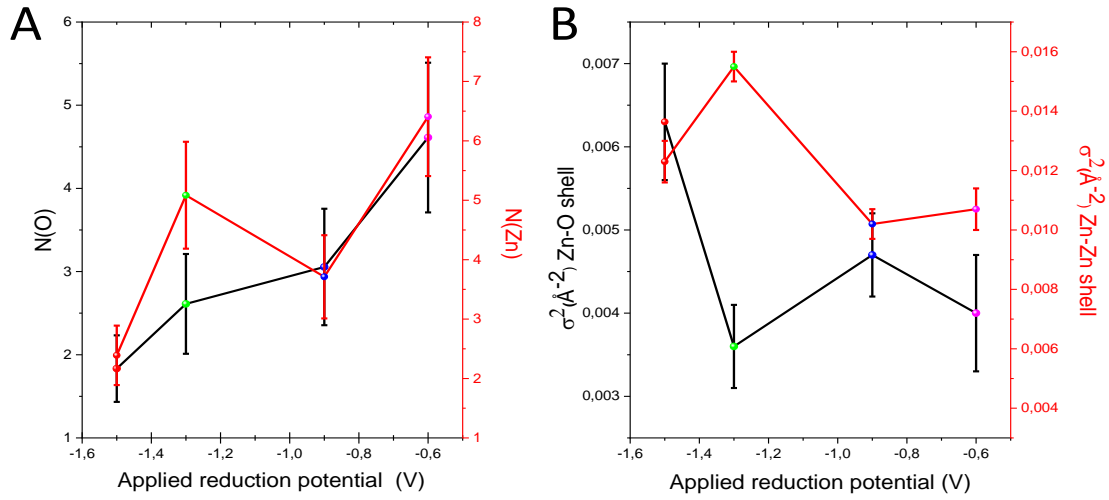 A
6
5
4
3
2
1
N(O)
8
7
6
5
4
3
2
1
N(Zn)
-1,6 -1,4 -1,2 -1,0 -0,8 -0,6
Applied reduction potential (V)
B
0,007
0,006
0,005
0,004
0,003
σ²(Å⁻²) Zn-O shell
0,016
0,014
0,012
0,010
0,008
0,006
0,004
σ²(Å⁻²) Zn-Zn shell
-1,6 -1,4 -1,2 -1,0 -0,8 -0,6
Applied reduction potential (V)